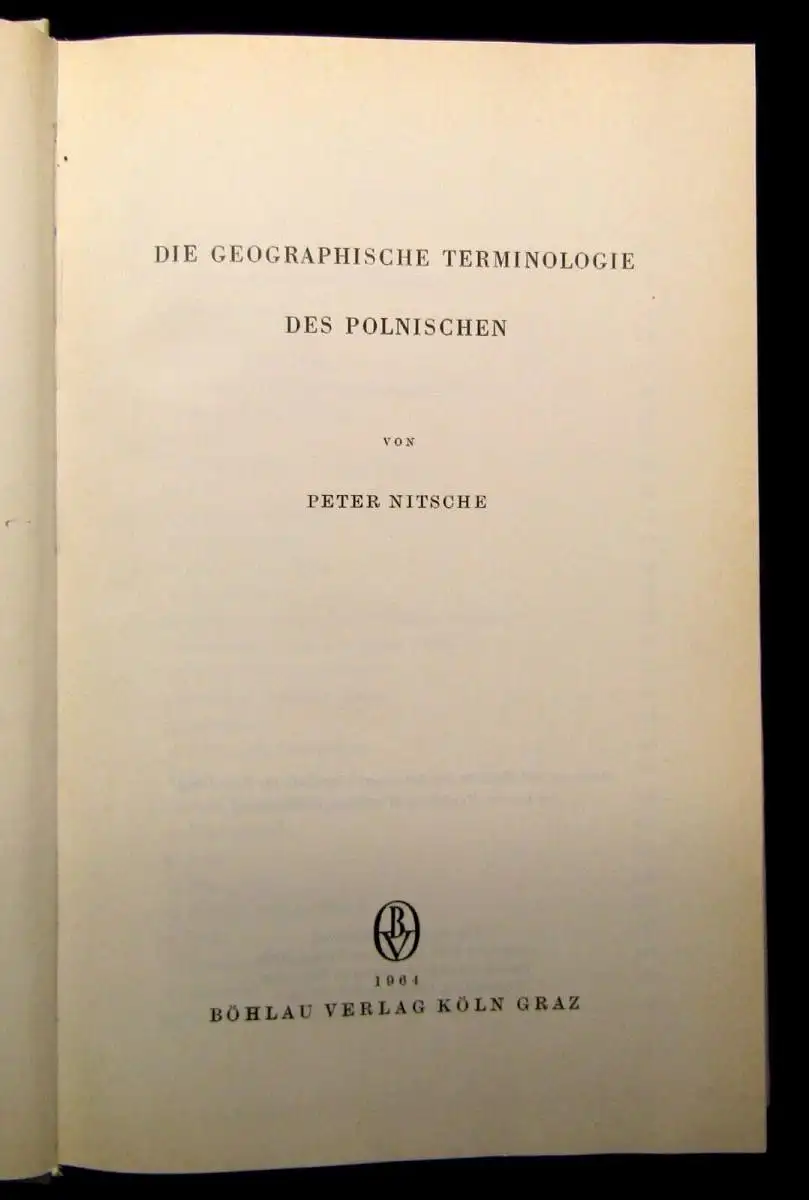 DIE GEOGRAPHISCHE TERMINOLOGIE
DES POLNISCHEN
VON
PETER NITSCHE
BV
1964
BÖHLAU VERLAG KÖLN GRAZ